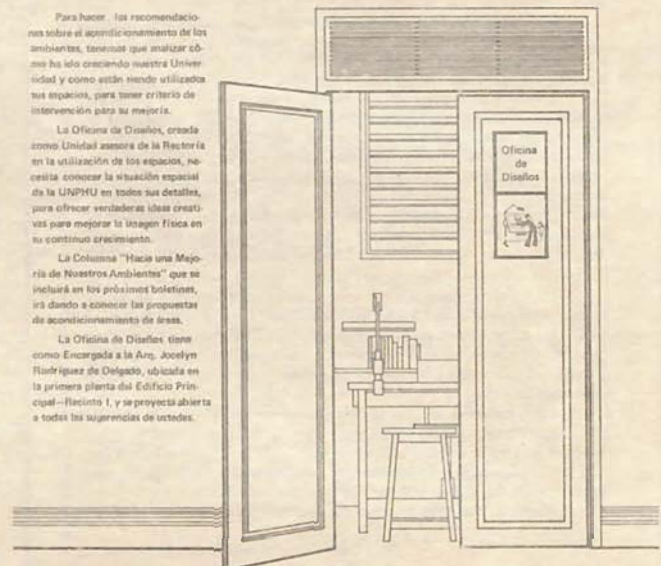 Para hacer las recomendacio-
nes sobre el acondicionamiento de los
ambientes, tenemos que analizar có-
mo ha ido creciendo nuestra Univer-
sidad y como están siendo utilizados
sus espacios, para tener criterio de
intervención para su mejoría.
La Oficina de Diseños, creada
como Unidad asesora de la Rectoría
en la utilización de los espacios, ne-
cesita conocer la situación espacial
de la UNPHU en todos sus detalles,
para ofrecer verdaderas ideas creati-
vas para mejorar la imagen física en
su continuo crecimiento.
La Columna "Hacia una Mejo-
ría de Nuestros Ambientes" que se
incluirá en los próximos boletines,
irá dando a conocer las propuestas
de acondicionamiento de áreas.
La Oficina de Diseños tiene
como Encargada a la Arq. Jocelyn
Rodríguez de Delgado, ubicada en
la primera planta del Edificio Prin-
cipal—Recinto I, y se proyecta abierta
a todas las sugerencias de ustedes.
Oficina
de
Diseños